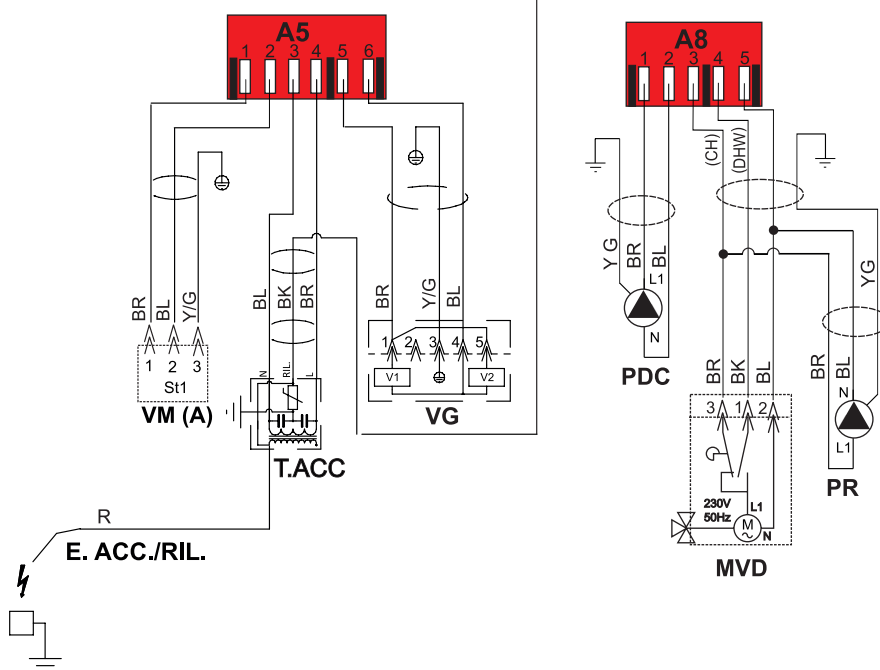 A5
1 2 3 4 5 6
A8
1 2 3 4 5
(CH)
(DHW)
BR
BL
Y/G
BL
BK
BR
BR
Y/G
BL
Y G
BR
BL
L1
N
PDC
YG
BR
BL
N
L1
PR
BR
BK
BL
3 1 2
230V
50Hz
L1
M
~
N
MVD
1 2 3
St1
VM (A)
N
RIL.
L
T.ACC
1 2 3 4 5
V1
V2
VG
R
E. ACC./RIL.